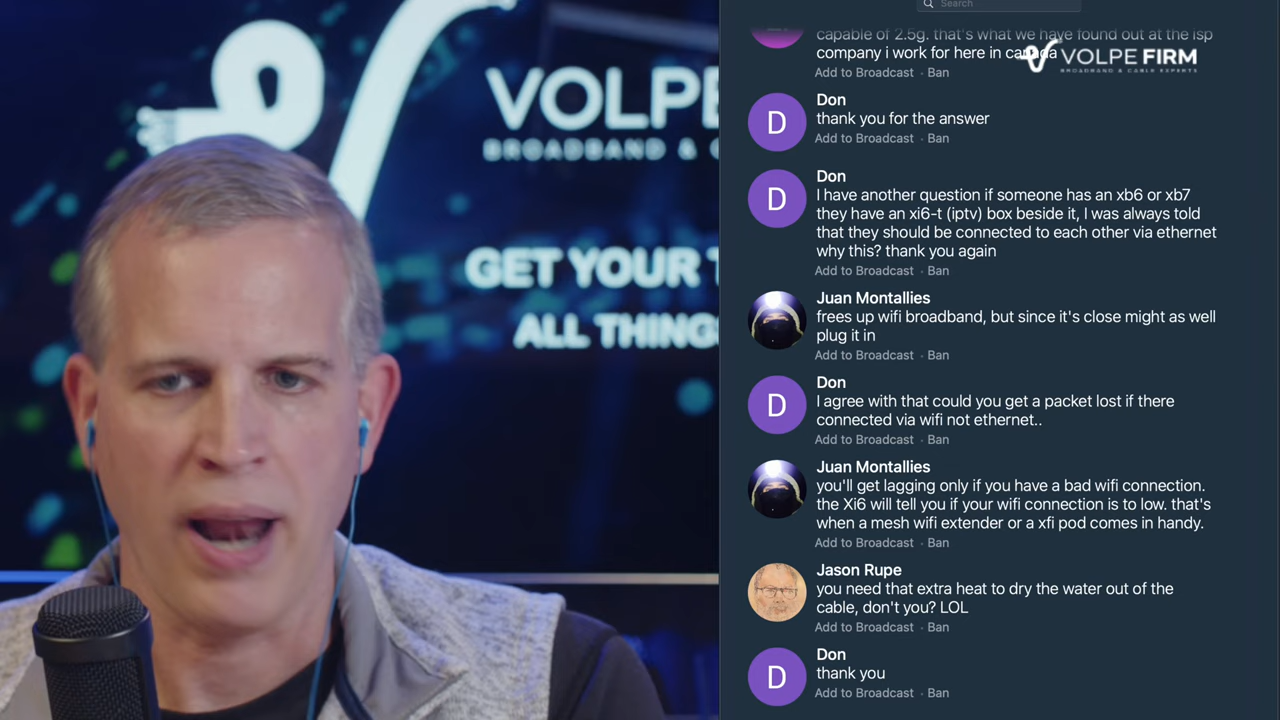 VOLPE
BROADBAND & C
GET YOUR T
ALL THING
Search
capable of 2.5g. that's what we have found out at the isp
company i work for here in canada
Add to Broadcast · Ban
VOLPE FIRM
BROADBAND & CABLE EXPERTS
Don
thank you for the answer
Add to Broadcast · Ban
D
Don
I have another question if someone has an xb6 or xb7
they have an xi6-t (iptv) box beside it, I was always told
that they should be connected to each other via ethernet
why this? thank you again
Add to Broadcast · Ban
D
Juan Montallies
frees up wifi broadband, but since it's close might as well
plug it in
Add to Broadcast · Ban
Don
I agree with that could you get a packet lost if there
connected via wifi not ethernet..
Add to Broadcast · Ban
D
Juan Montallies
you'll get lagging only if you have a bad wifi connection.
the Xi6 will tell you if your wifi connection is to low. that's
when a mesh wifi extender or a xfi pod comes in handy.
Add to Broadcast · Ban
Jason Rupe
you need that extra heat to dry the water out of the
cable, don't you? LOL
Add to Broadcast · Ban
Don
thank you
Add to Broadcast · Ban
D